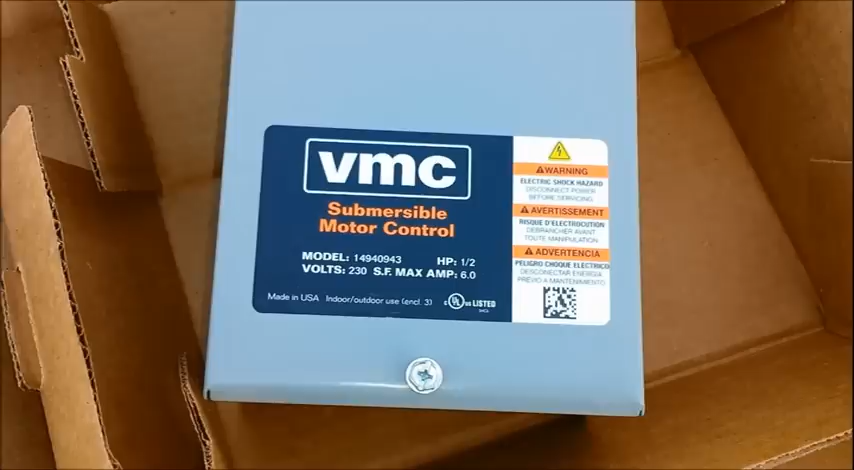 vmc
Submersible
Motor Control
MODEL: 14940943 HP: 1/2
VOLTS: 230 S.F. MAX AMP: 6.0
Made in USA Indoor/outdoor use (encl. 3) c UL us LISTED
WARNING
ELECTRIC SHOCK HAZARD
DISCONNECT POWER
BEFORE SERVICING
AVERTISSEMENT
RISQUE D'ELECTROCUTION
DEBRANCHER AVANT
TOUTE MANIPULATION
ADVERTENCIA
PELIGRO CHOQUE ELECTRICO
DESCONECTAR ENERGIA
PREVIO A MANTENIMIENTO